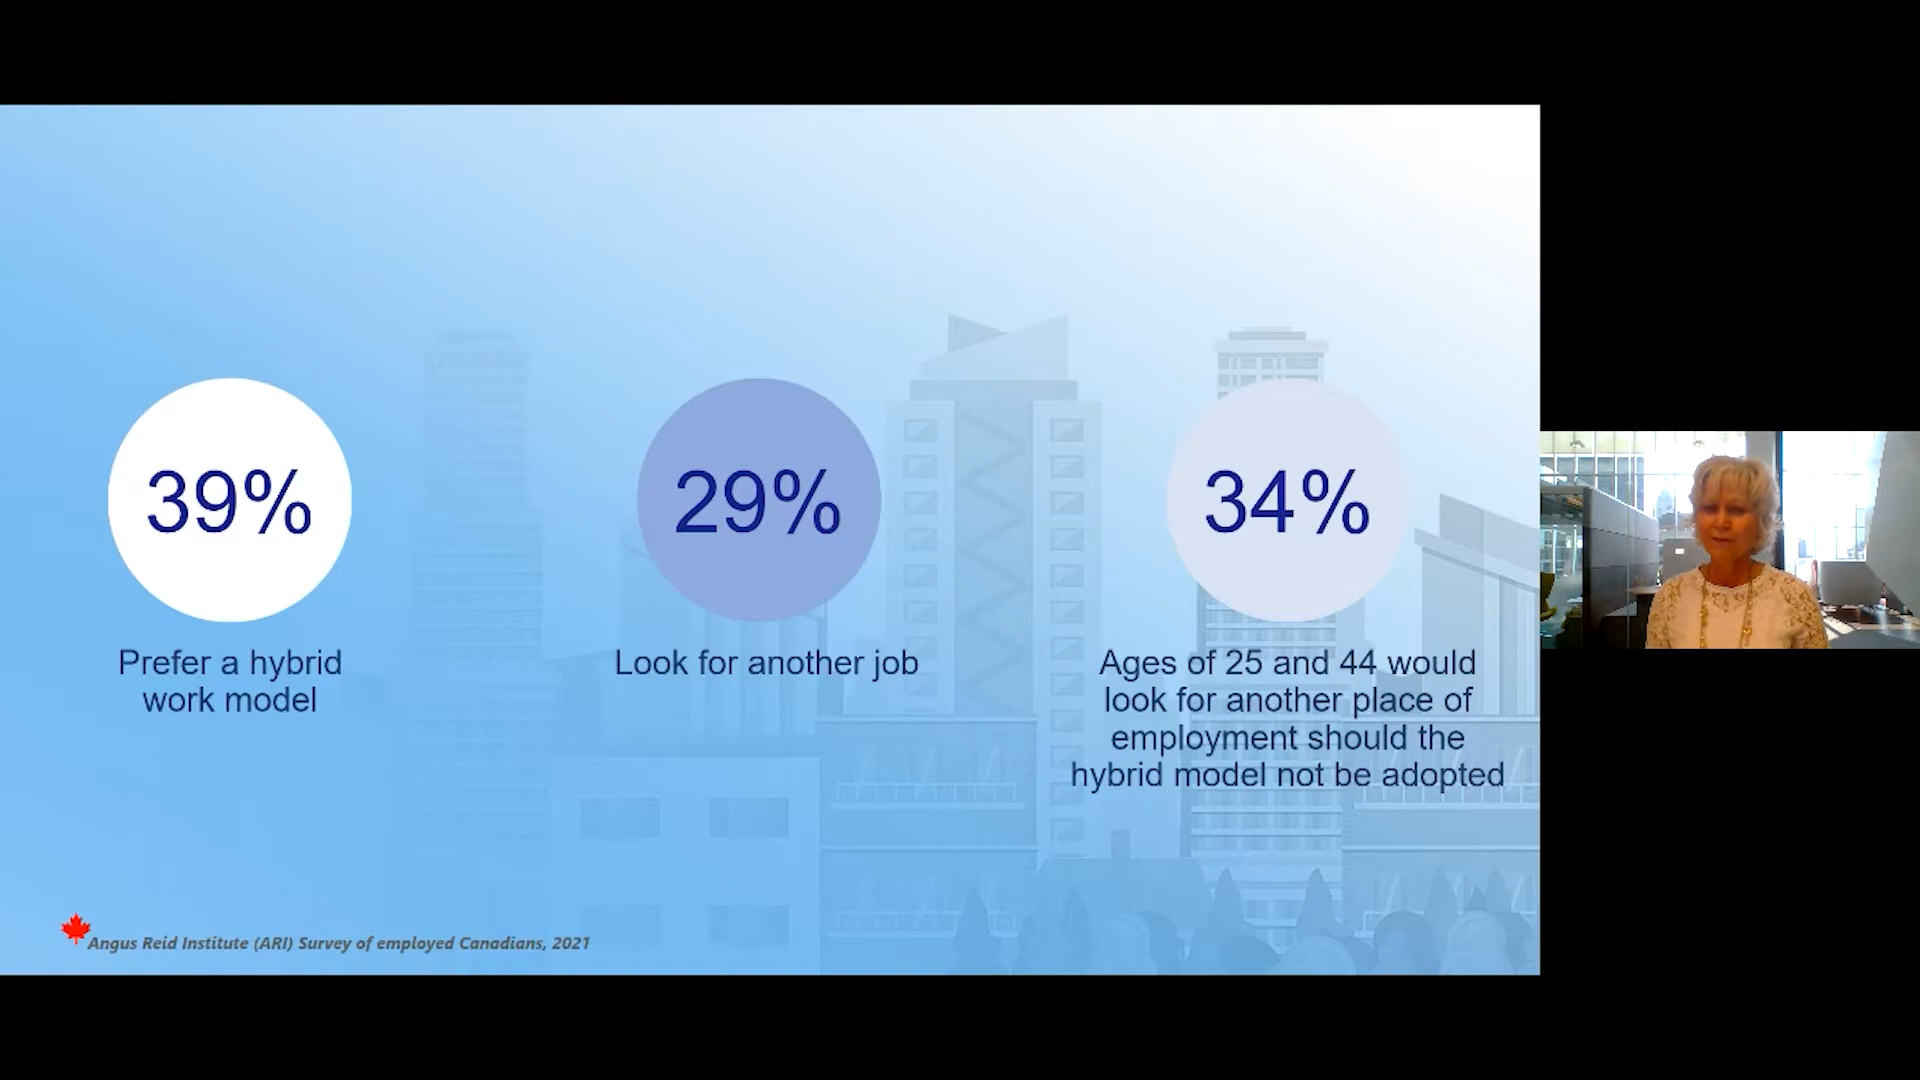 39%
Prefer a hybrid
work model
29%
Look for another job
34%
Ages of 25 and 44 would
look for another place of
employment should the
hybrid model not be adopted
Angus Reid Institute (ARI) Survey of employed Canadians, 2021